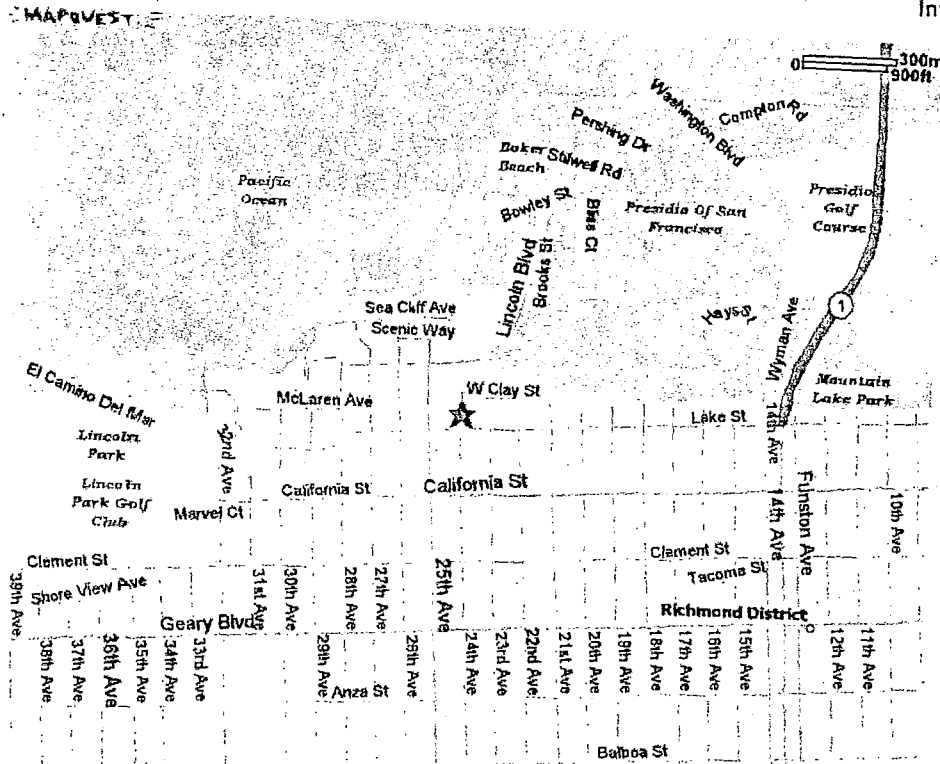 MAPQUEST
In
0 300m
900ft
Washington Blvd
Compton Rd
Pershing Dr
Baker Beach
Stilwell Rd
Pacific Ocean
Bowley St
Presidio Of San Francisco
Presidio Golf Course
Lincoln Blvd
Brooks St
Sea Cliff Ave
Scenic Way
Hays St
Wyman Ave
1
El Camino Del Mar
McLaren Ave
W Clay St
Mountain Lake Park
Lake St
14th Ave
Lincoln Park
32nd Ave
Lincoln Park Golf Club
California St
California St
Marvel Ct
14th Ave
Funston Ave
10th Ave
Clement St
Clement St
Tacoma St
39th Ave
Shore View Ave
31st Ave
30th Ave
28th Ave
27th Ave
25th Ave
Richmond District
Geary Blvd
38th Ave
37th Ave
36th Ave
35th Ave
34th Ave
33rd Ave
29th Ave
26th Ave
24th Ave
23rd Ave
22nd Ave
21st Ave
20th Ave
19th Ave
18th Ave
17th Ave
16th Ave
15th Ave
12th Ave
11th Ave
Anza St
Balboa St